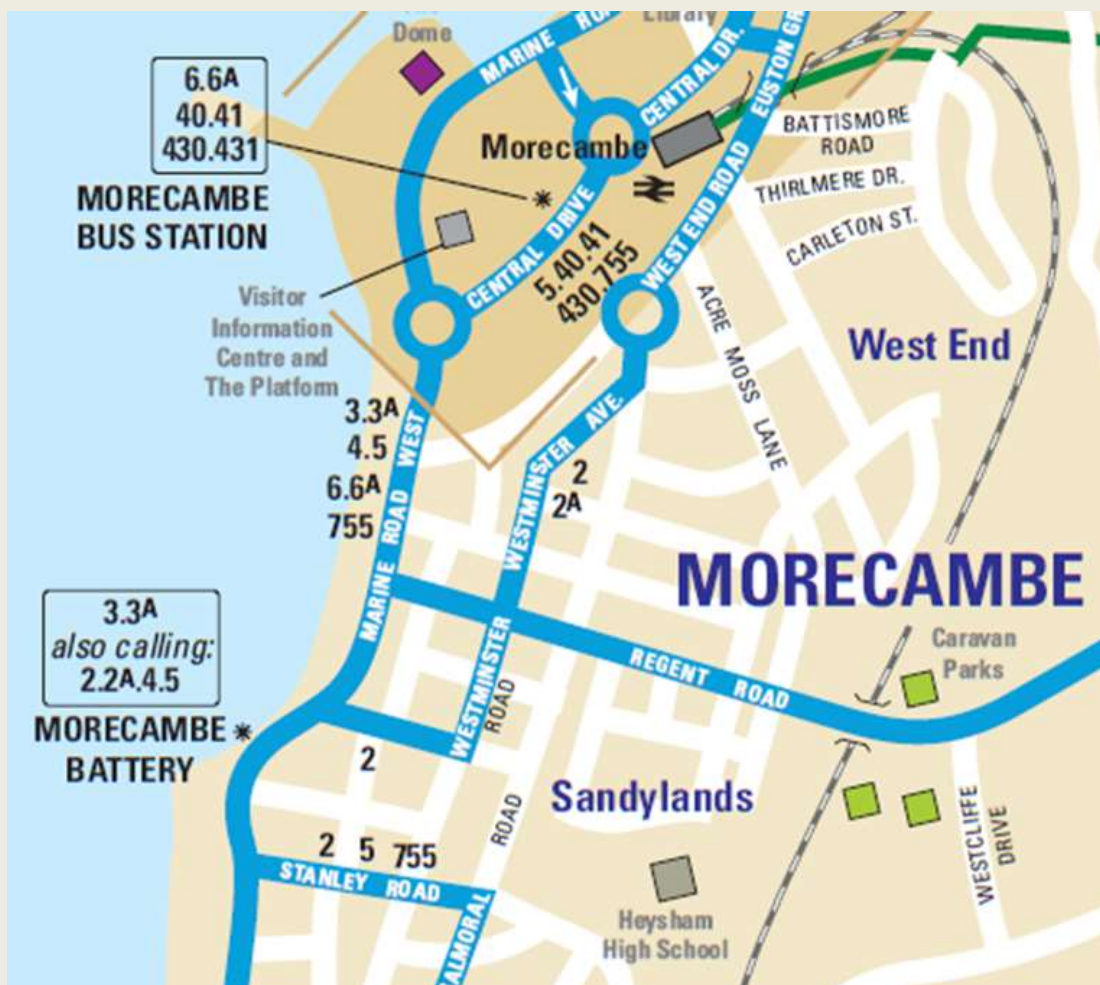 Dome
Library
MARINE ROAD
CENTRAL DR.
EUSTON GR
6.6A
40.41
430.431
MORECAMBE
BUS STATION
Morecambe
BATTISMORE
ROAD
THIRLMERE DR.
CARLETON ST.
WEST END ROAD
CENTRAL DRIVE
5.40.41
430.755
Visitor
Information
Centre and
The Platform
ACRE MOSS LANE
West End
3.3A
4.5
6.6A
755
MARINE ROAD WEST
WESTMINSTER AVE.
2
2A
MORECAMBE
Caravan
Parks
REGENT ROAD
WESTMINSTER
ROAD
3.3A
also calling:
2.2A.4.5
MORECAMBE
BATTERY
2
Sandylands
ROAD
WESTCLIFFE
DRIVE
2 5 755
STANLEY ROAD
Heysham
High School
ALMORAL